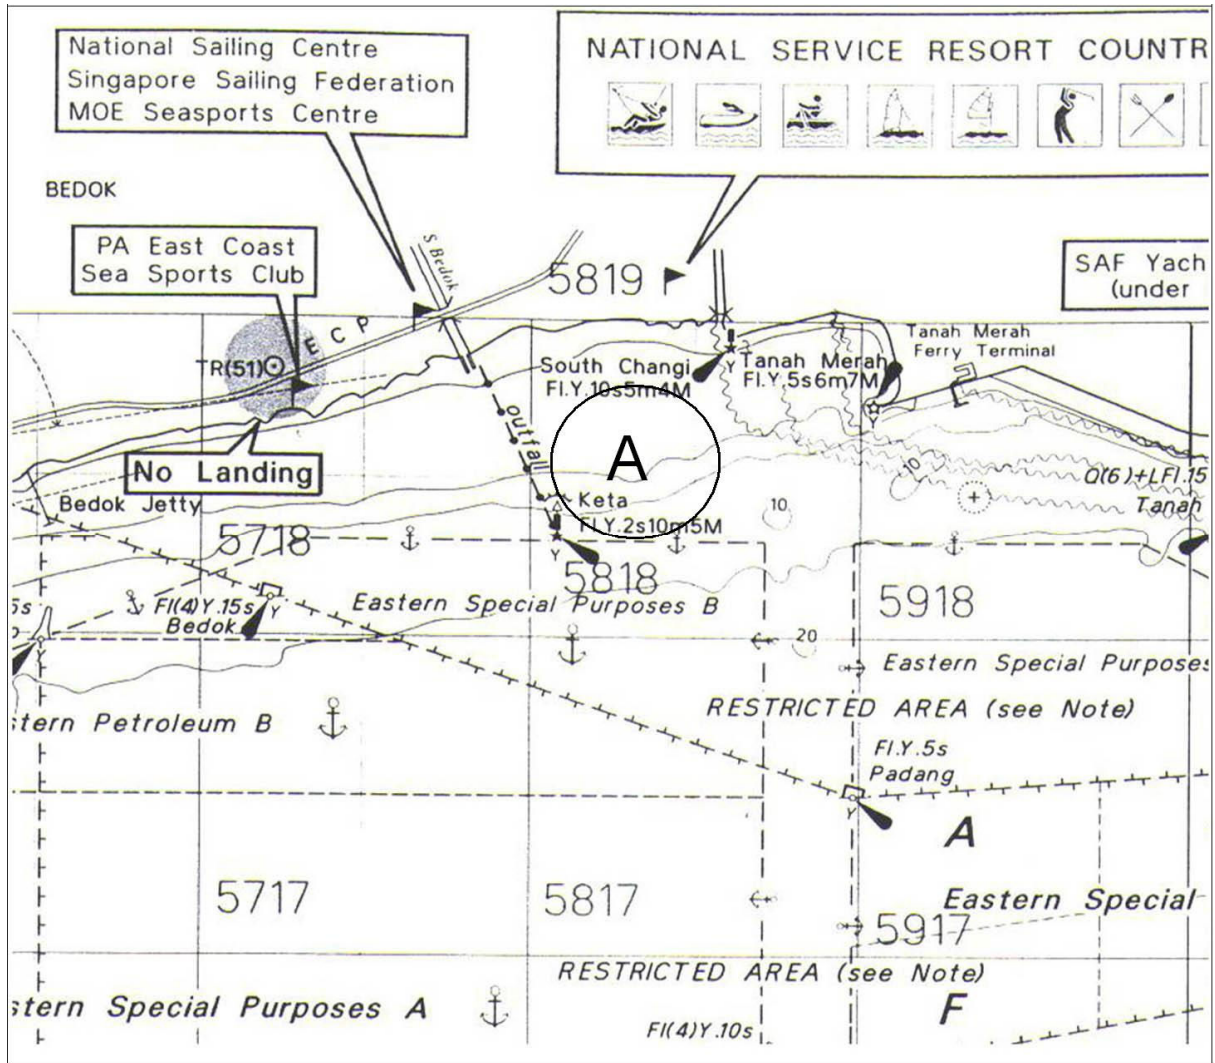 National Sailing Centre
Singapore Sailing Federation
MOE Seasports Centre
NATIONAL SERVICE RESORT COUNTR
BEDOK
PA East Coast
Sea Sports Club
S Bedok
5819
SAF Yach
(under
E C P
TR(51)
South Changi
Fl.Y.10s5m4M
Y
Tanah Merah
Fl.Y.5s6m7M
Y
Tanah Merah
Ferry Terminal
No Landing
outfall
A
10
Q(6)+LFl.15
Tanah
Bedok Jetty
Keta
Fl.Y.2s10m5M
10
5718
Y
5818
5918
Fl(4)Y.15s
Bedok
Y
5s
Y
Eastern Special Purposes B
20
Eastern Special Purposes
stern Petroleum B
RESTRICTED AREA (see Note)
Fl.Y.5s
Padang
Y
A
5717
5817
Eastern Special
5917
RESTRICTED AREA (see Note)
stern Special Purposes A
F
Fl(4)Y.10s